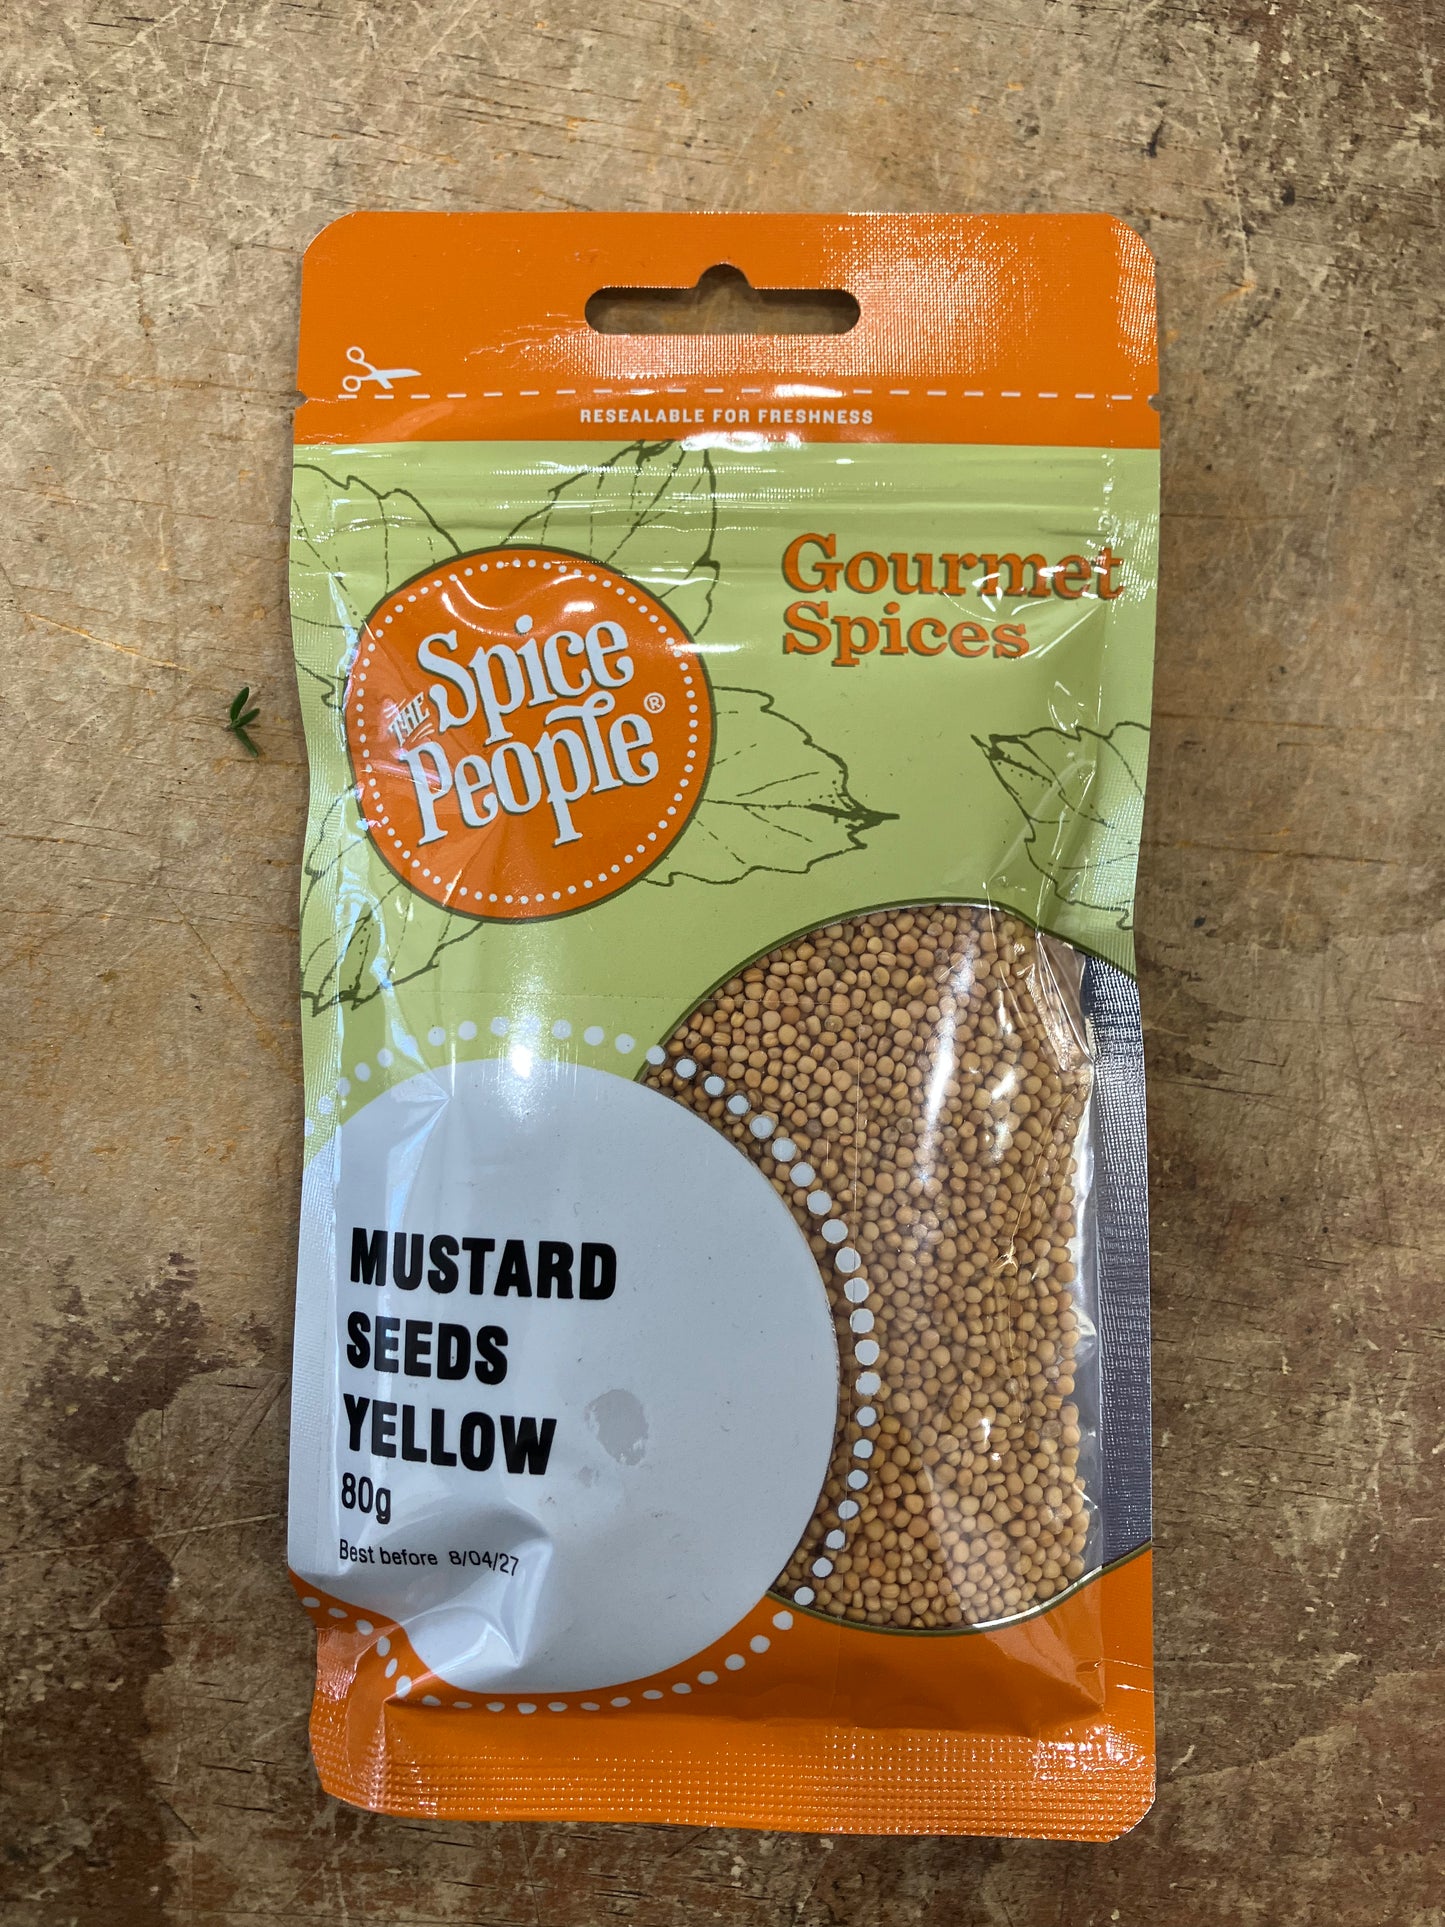 RESEALABLE FOR FRESHNESS
Gourmet
Spices
THE Spice
People®
MUSTARD
SEEDS
YELLOW
80g
Best before 8/04/27